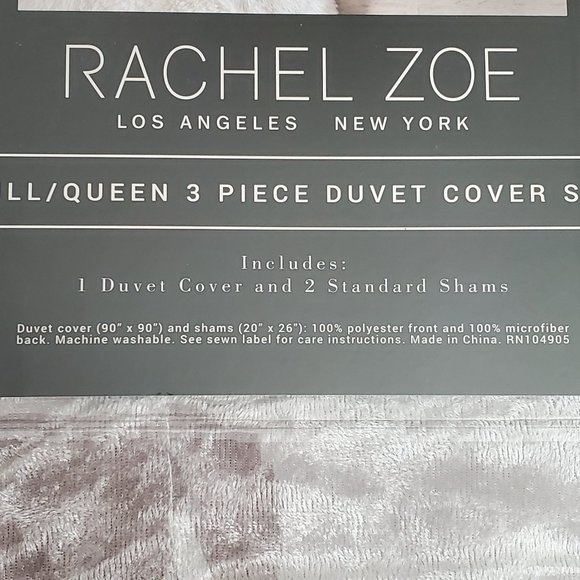 RACHEL ZOE
LOS ANGELES NEW YORK
LL/QUEEN 3 PIECE DUVET COVER S
Includes:
1 Duvet Cover and 2 Standard Shams
Duvet cover (90" x 90") and shams (20" x 26"): 100% polyester front and 100% microfiber
back. Machine washable. See sewn label for care instructions. Made in China. RN104905